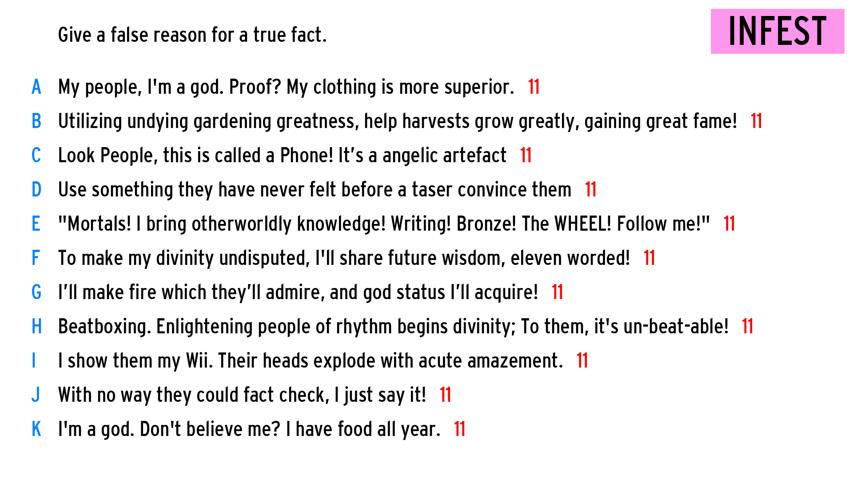 Give a false reason for a true fact.
INFEST
A My people, I'm a god. Proof? My clothing is more superior. 11
B Utilizing undying gardening greatness, help harvests grow greatly, gaining great fame! 11
C Look People, this is called a Phone! It’s a angelic artefact 11
D Use something they have never felt before a taser convince them 11
E "Mortals! I bring otherworldly knowledge! Writing! Bronze! The WHEEL! Follow me!" 11
F To make my divinity undisputed, I'll share future wisdom, eleven worded! 11
G I’ll make fire which they’ll admire, and god status I’ll acquire! 11
H Beatboxing. Enlightening people of rhythm begins divinity; To them, it's un-beat-able! 11
I I show them my Wii. Their heads explode with acute amazement. 11
J With no way they could fact check, I just say it! 11
K I'm a god. Don't believe me? I have food all year. 11